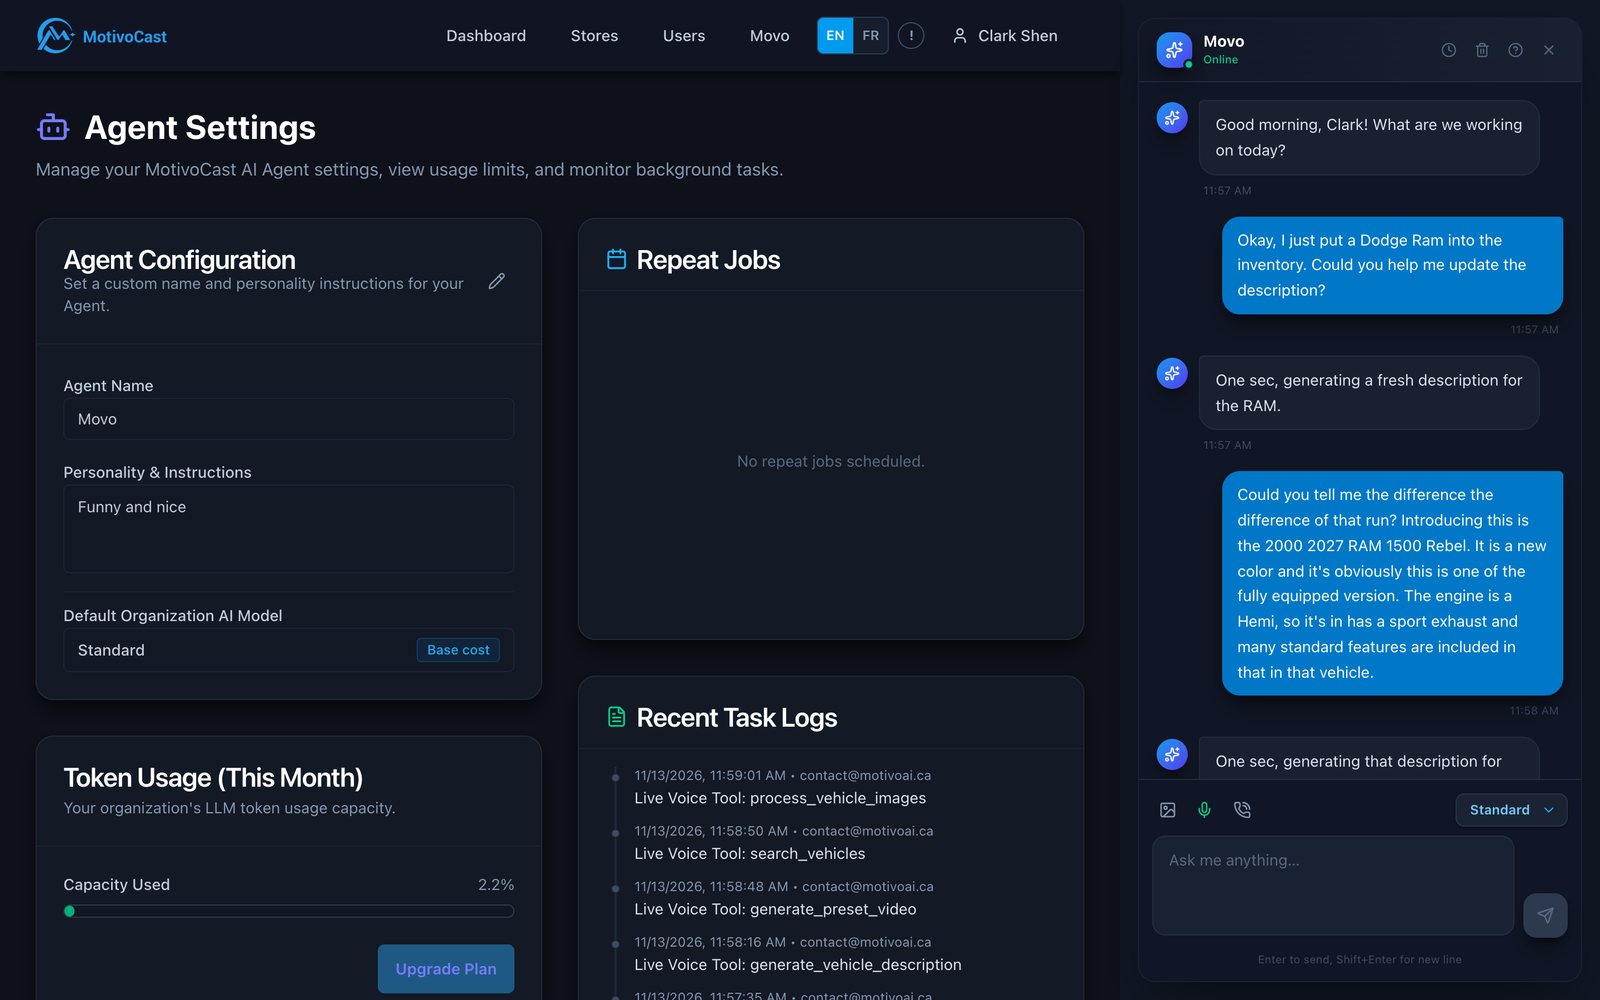 MotivoCast
Dashboard
Stores
Users
Movo
EN
FR
!
Clark Shen
Agent Settings
Manage your MotivoCast AI Agent settings, view usage limits, and monitor background tasks.
Agent Configuration
Set a custom name and personality instructions for your
Agent.
Agent Name
Movo
Personality & Instructions
Funny and nice
Default Organization AI Model
Standard
Base cost
Token Usage (This Month)
Your organization's LLM token usage capacity.
Capacity Used
2.2%
Upgrade Plan
Repeat Jobs
No repeat jobs scheduled.
Recent Task Logs
11/13/2026, 11:59:01 AM • contact@motivoai.ca
Live Voice Tool: process_vehicle_images
11/13/2026, 11:58:50 AM • contact@motivoai.ca
Live Voice Tool: search_vehicles
11/13/2026, 11:58:48 AM • contact@motivoai.ca
Live Voice Tool: generate_preset_video
11/13/2026, 11:58:16 AM • contact@motivoai.ca
Live Voice Tool: generate_vehicle_description
11/13/2026, 11:57:35 AM • contact@motivoai.ca
Movo
Online
Good morning, Clark! What are we working
on today?
11:57 AM
Okay, I just put a Dodge Ram into the
inventory. Could you help me update the
description?
11:57 AM
One sec, generating a fresh description for
the RAM.
11:57 AM
Could you tell me the difference the
difference of that run? Introducing this is
the 2000 2027 RAM 1500 Rebel. It is a new
color and it's obviously this is one of the
fully equipped version. The engine is a
Hemi, so it's in has a sport exhaust and
many standard features are included in
that in that vehicle.
11:58 AM
One sec, generating that description for
Standard
Ask me anything...
Enter to send, Shift+Enter for new line